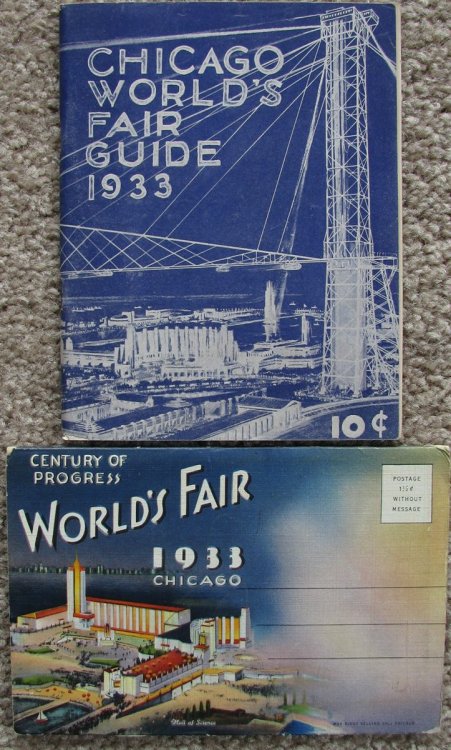 CHICAGO
WORLD'S
FAIR
GUIDE
1933
10¢
CENTURY OF
PROGRESS
WORLD'S FAIR
1933
CHICAGO
POSTAGE
1½¢
WITHOUT
MESSAGE
Hall of Science